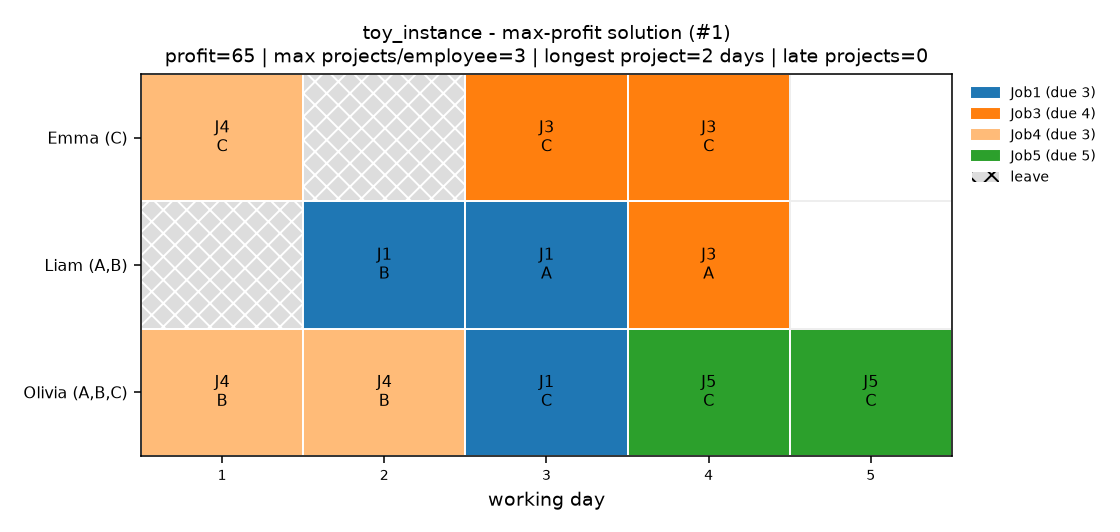 toy_instance - max-profit solution (#1)
profit=65 | max projects/employee=3 | longest project=2 days | late projects=0
Job1 (due 3)
Job3 (due 4)
Job4 (due 3)
Job5 (due 5)
leave
Emma (C)
J4
C
J3
C
J3
C
Liam (A,B)
J1
B
J1
A
J3
A
Olivia (A,B,C)
J4
B
J4
B
J1
C
J5
C
J5
C
1
2
3
4
5
working day